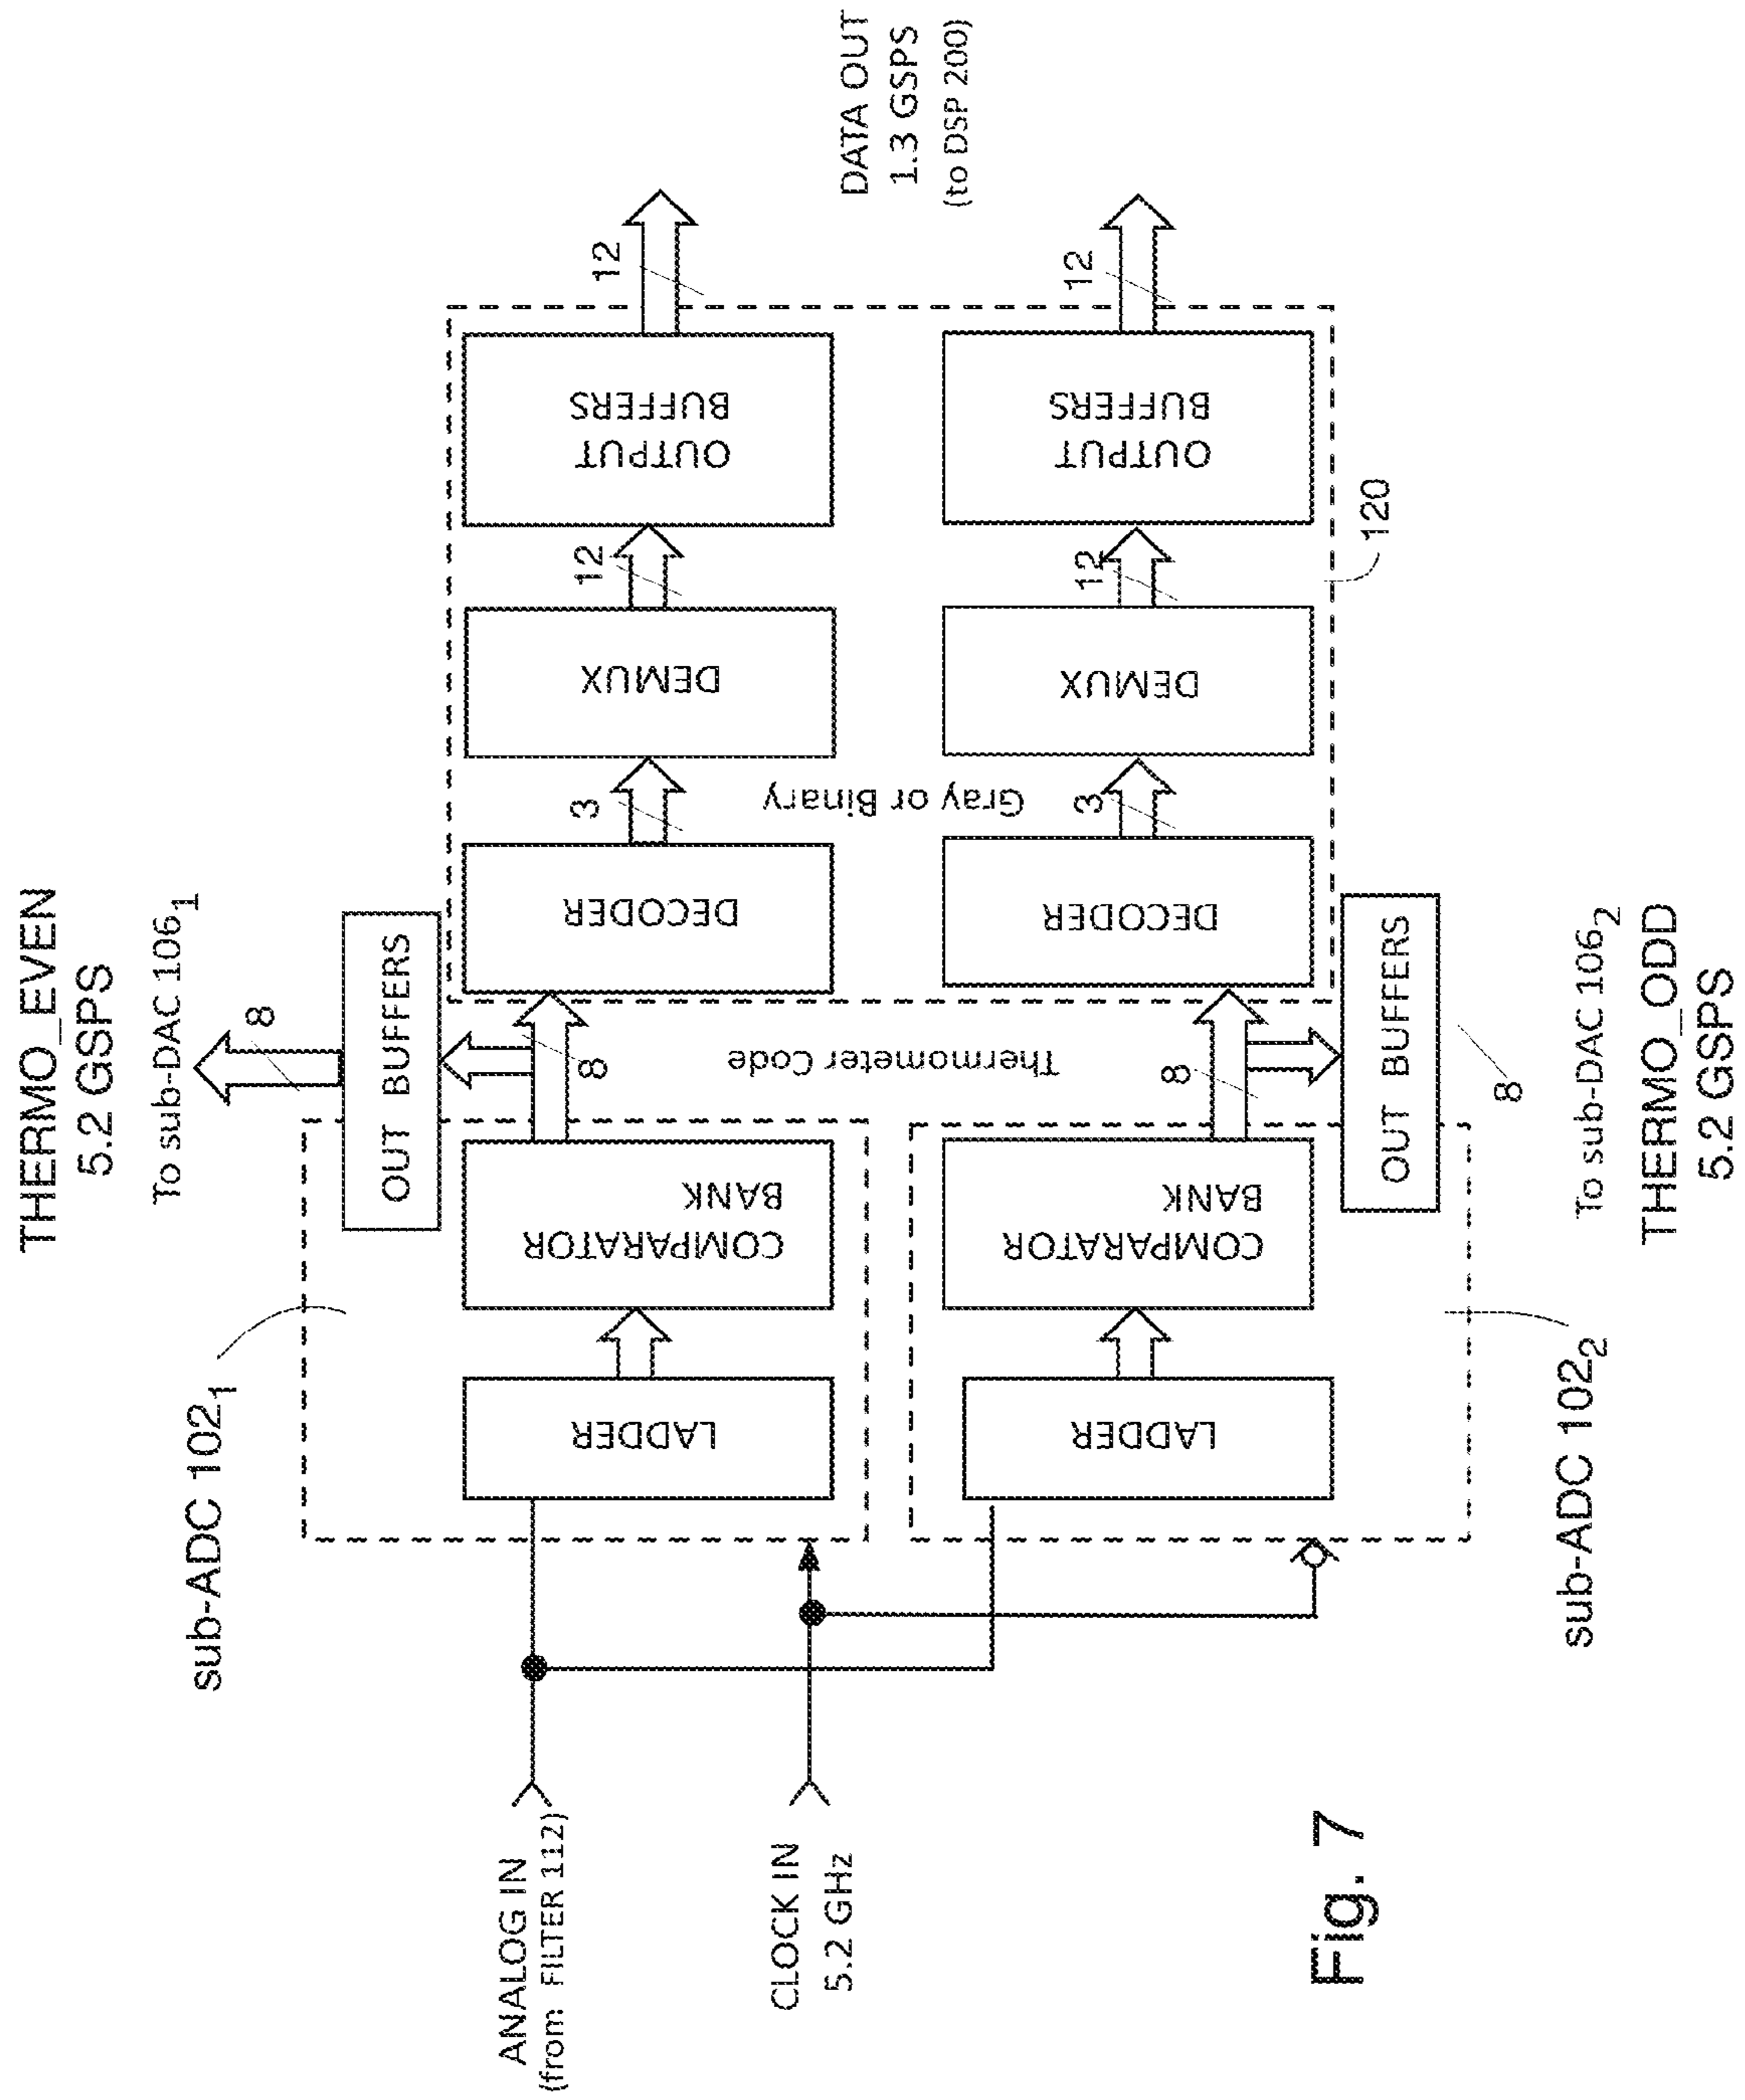 THERMO_EVEN
5.2 GSPS
To sub-DAC 106₁
8
sub-ADC 102₁
OUT BUFFERS
ANALOG IN
(from FILTER 112)
LADDER
COMPARATOR
BANK
8
DECODER
3
DEMUX
12
OUTPUT
BUFFERS
12
Thermometer Code
Gray or Binary
DATA OUT
1.3 GSPS
(to DSP 200)
CLOCK IN
5.2 GHz
LADDER
COMPARATOR
BANK
8
DECODER
3
DEMUX
12
OUTPUT
BUFFERS
12
120
OUT BUFFERS
8
sub-ADC 102₂
To sub-DAC 106₂
THERMO_ODD
5.2 GSPS
Fig. 7